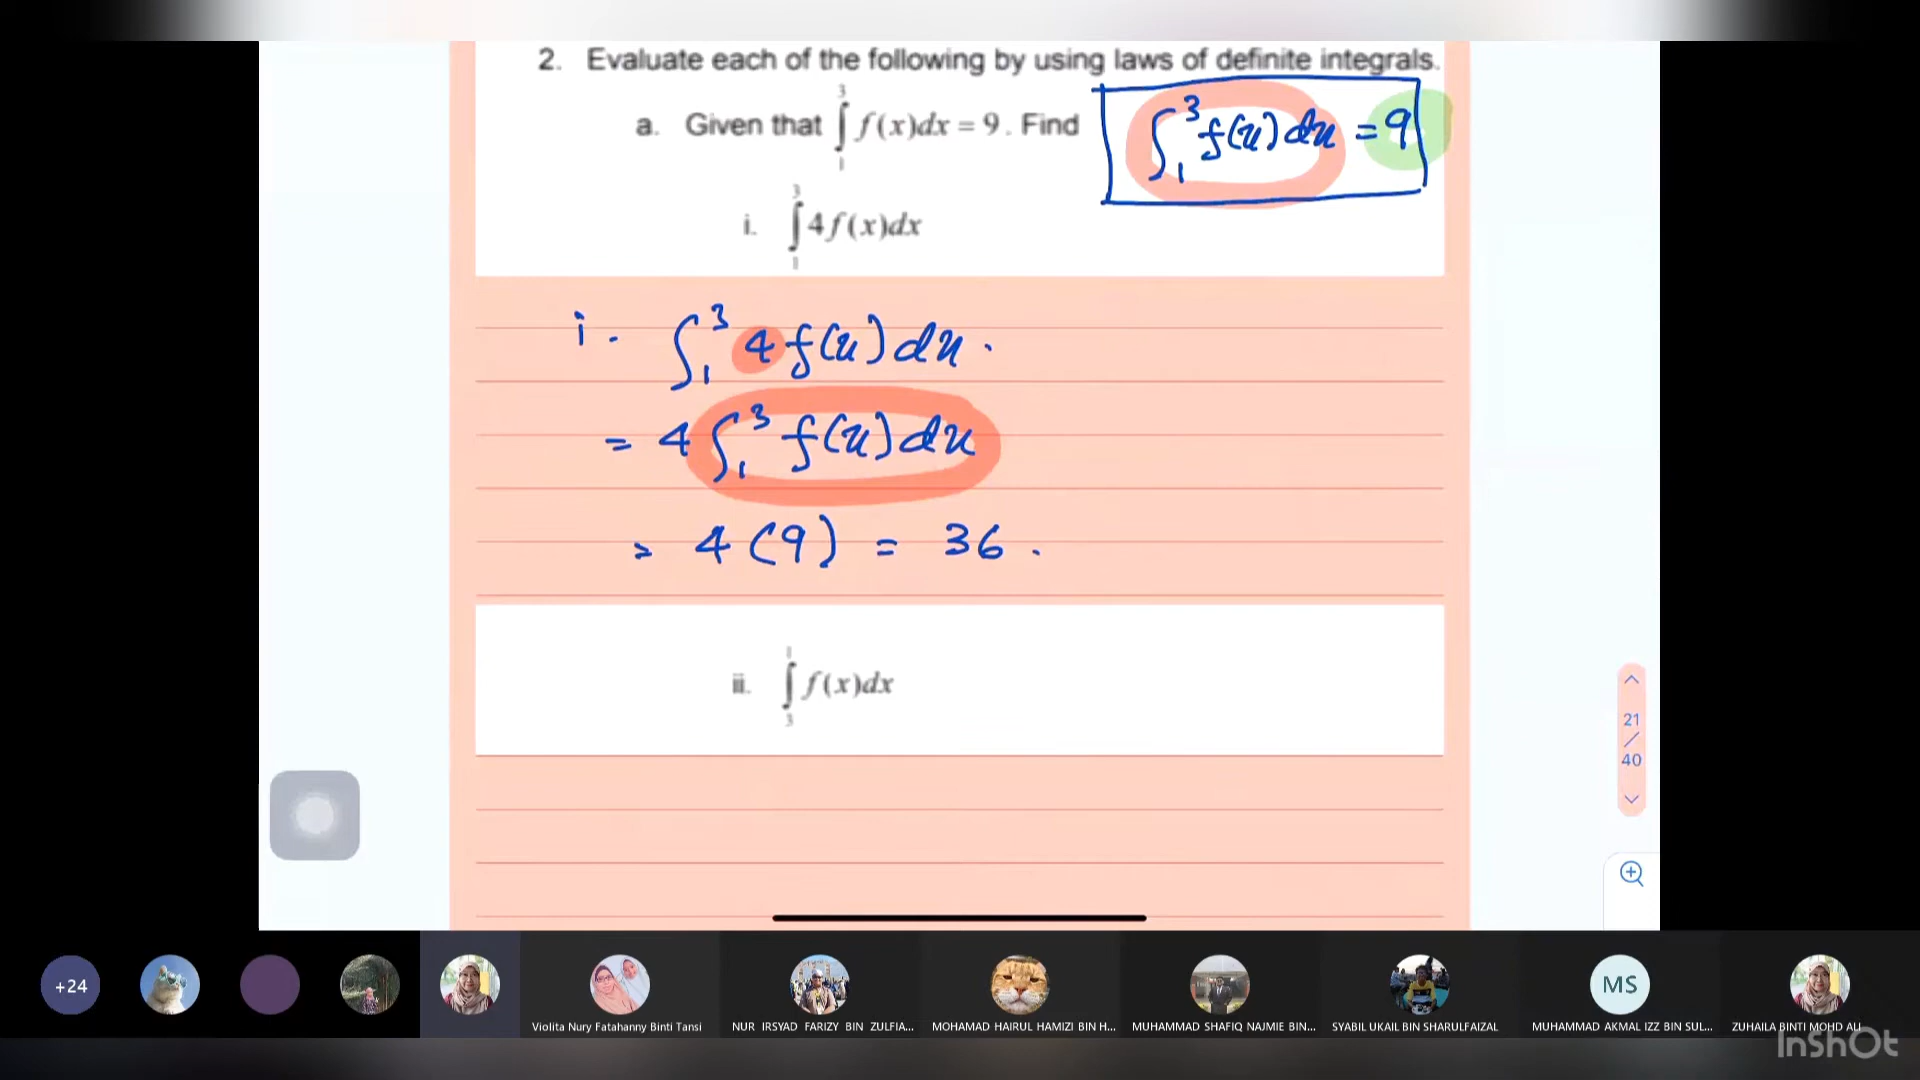 2. Evaluate each of the following by using laws of definite integrals.
a. Given that ∫₁³ f(x)dx = 9. Find
∫₁³ f(x) dx = 9
i. ∫₁³ 4f(x)dx
i. ∫₁³ 4 f(x) dx.
= 4 ∫₁³ f(x) dx
= 4 (9) = 36.
ii. ∫₃¹ f(x)dx
21
/
40
+24
MS
Violita Nury Fatahanny Binti Tansi
NUR IRSYAD FARIZY BIN ZULFIA...
MOHAMAD HAIRUL HAMIZI BIN H...
MUHAMMAD SHAFIQ NAJMIE BIN...
SYABIL UKAIL BIN SHARULFAIZAL
MUHAMMAD AKMAL IZZ BIN SUL...
ZUHAILA BINTI MOHD ALI
InShOt